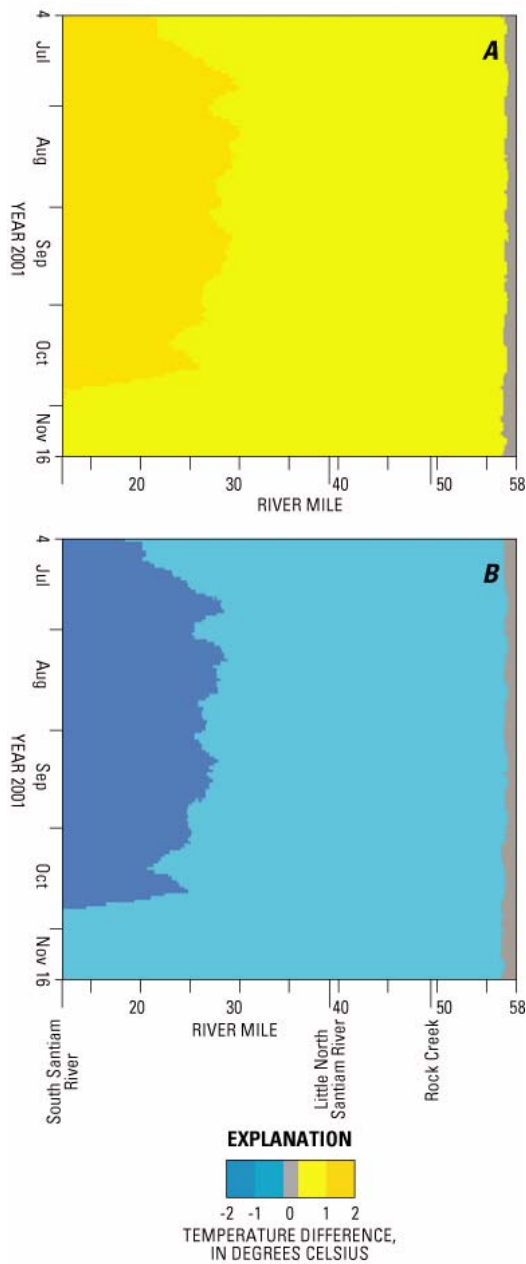 A
4
Jul
Aug
Sep
Oct
Nov 16
YEAR 2001
20
30
40
50
58
RIVER MILE
B
4
Jul
Aug
Sep
Oct
Nov 16
YEAR 2001
20
30
40
50
58
RIVER MILE
South Santiam
River
Little North
Santiam River
Rock Creek
EXPLANATION
-2 -1 0 1 2
TEMPERATURE DIFFERENCE,
IN DEGREES CELSIUS